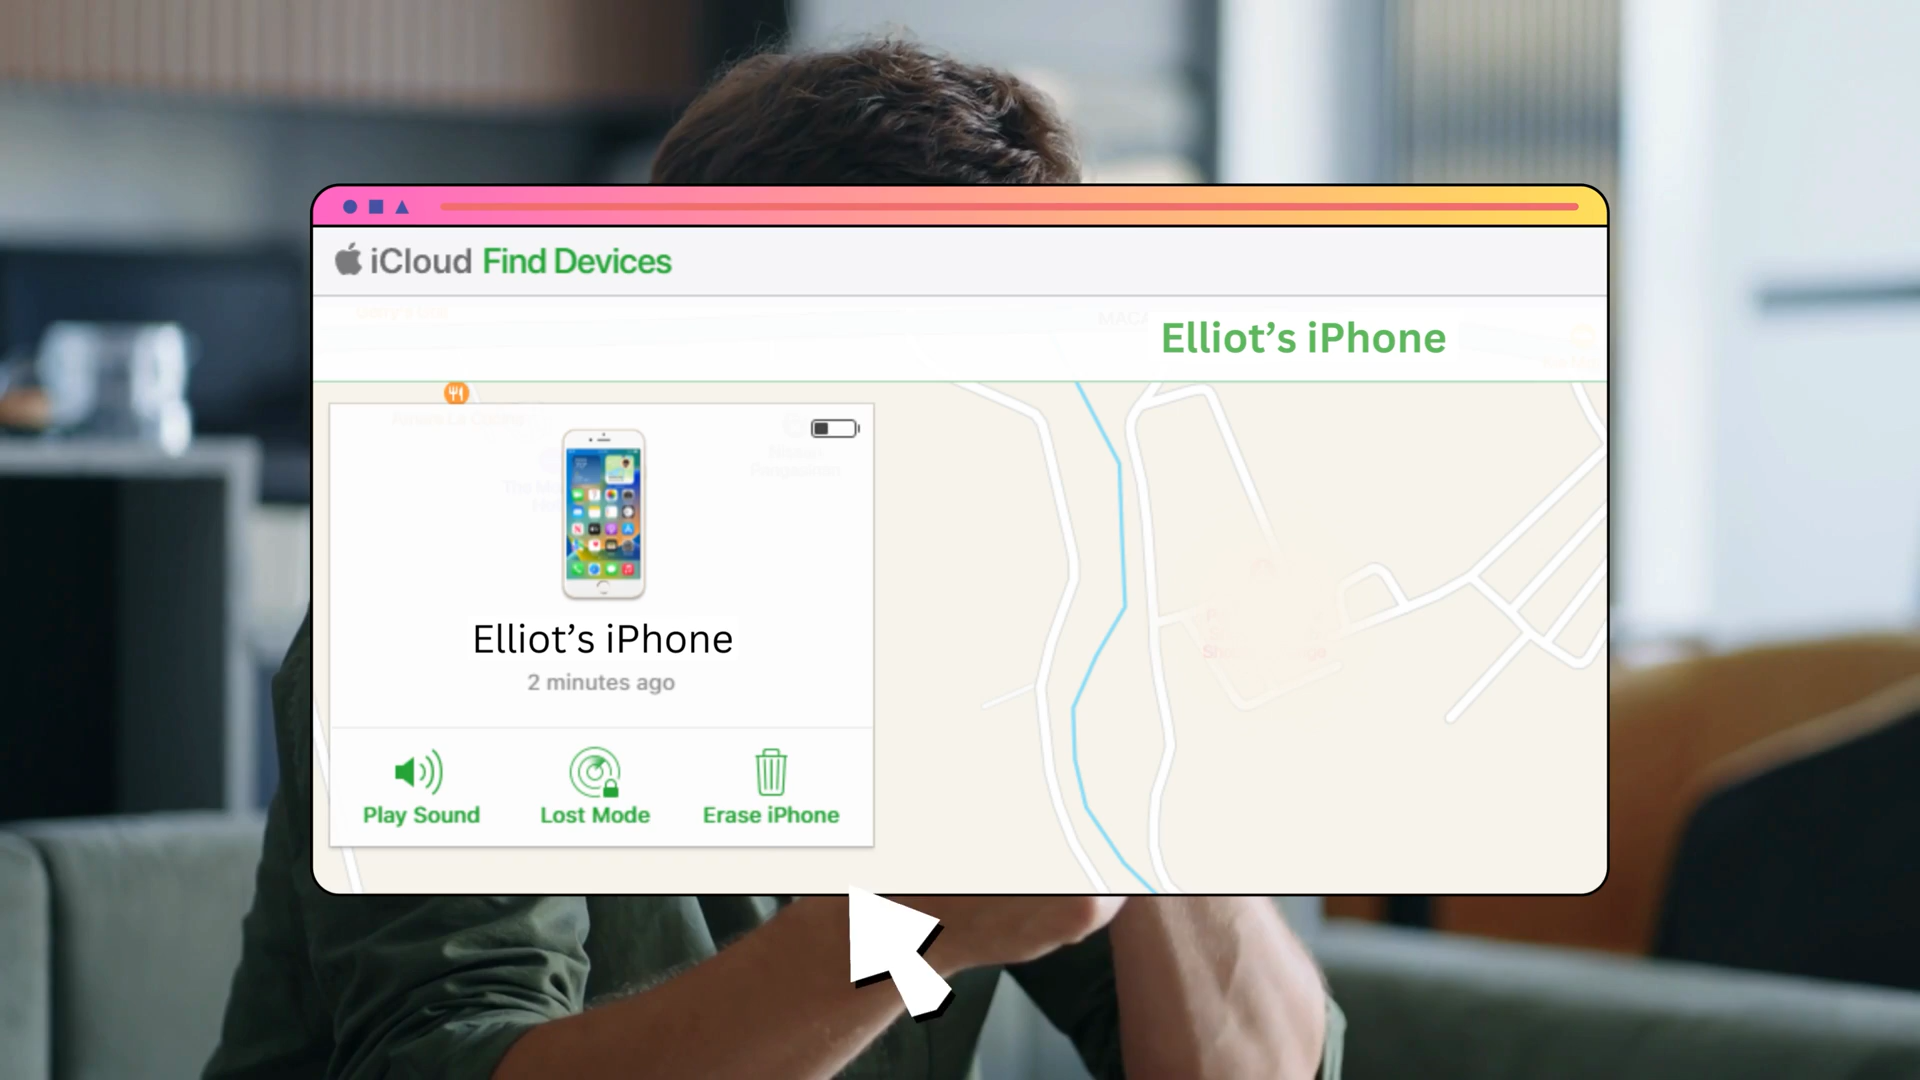 iCloud Find Devices
Elliot’s iPhone
Elliot’s iPhone
2 minutes ago
Play Sound
Lost Mode
Erase iPhone